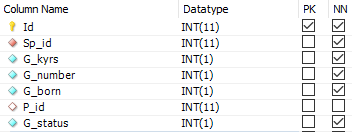 Column Name Datatype PK NN
Id INT(11)
Sp_id INT(11)
G_kyrs INT(1)
G_number INT(1)
G_born INT(1)
P_id INT(11)
G_status INT(1)